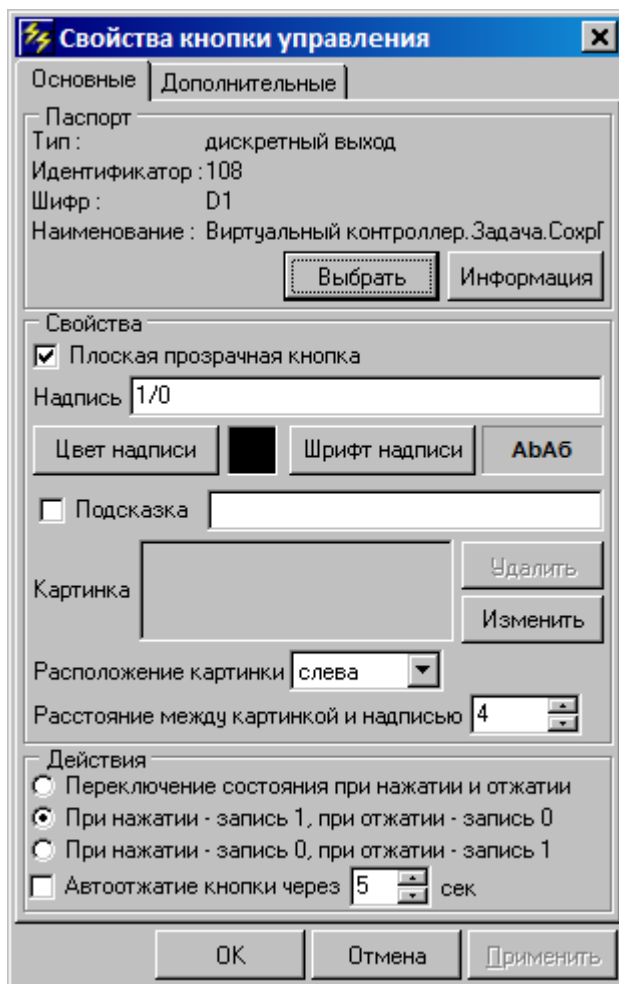 Свойства кнопки управления
Основные Дополнительные
Паспорт
Тип : дискретный выход
Идентификатор : 108
Шифр : D1
Наименование : Виртуальный контроллер.Задача.СохрГ
Выбрать Информация
Свойства
Плоская прозрачная кнопка
Надпись 1/0
Цвет надписи Шрифт надписи AbAб
Подсказка
Удалить
Картинка
Изменить
Расположение картинки слева
Расстояние между картинкой и надписью 4
Действия
Переключение состояния при нажатии и отжатии
При нажатии - запись 1, при отжатии - запись 0
При нажатии - запись 0, при отжатии - запись 1
Автоотжатие кнопки через 5 сек
OK Отмена Применить